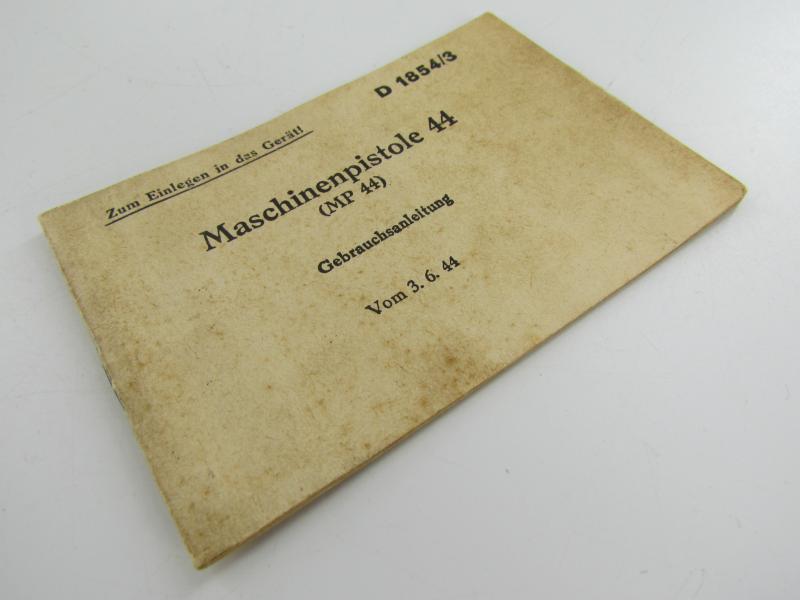 D 1854/3
Zum Einlegen in das Gerät!
Maschinenpistole 44
(MP 44)
Gebrauchsanleitung
Vom 3. 6. 44